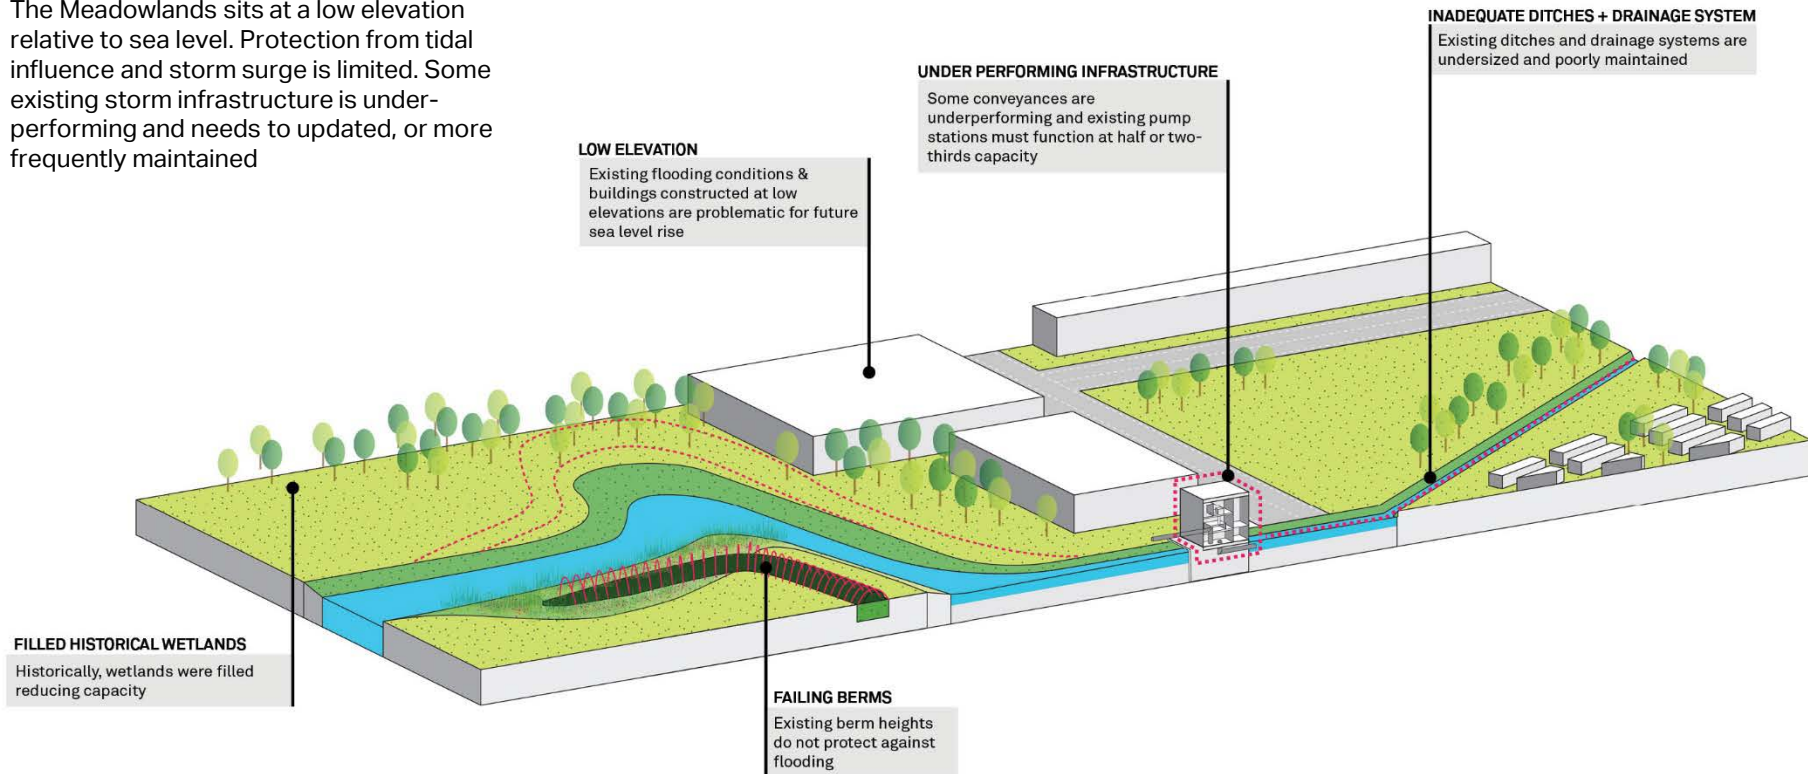 The Meadowlands sits at a low elevation
relative to sea level. Protection from tidal
influence and storm surge is limited. Some
existing storm infrastructure is under-
performing and needs to updated, or more
frequently maintained
LOW ELEVATION
Existing flooding conditions &
buildings constructed at low
elevations are problematic for future
sea level rise
UNDER PERFORMING INFRASTRUCTURE
Some conveyances are
underperforming and existing pump
stations must function at half or two-
thirds capacity
INADEQUATE DITCHES + DRAINAGE SYSTEM
Existing ditches and drainage systems are
undersized and poorly maintained
FILLED HISTORICAL WETLANDS
Historically, wetlands were filled
reducing capacity
FAILING BERMS
Existing berm heights
do not protect against
flooding